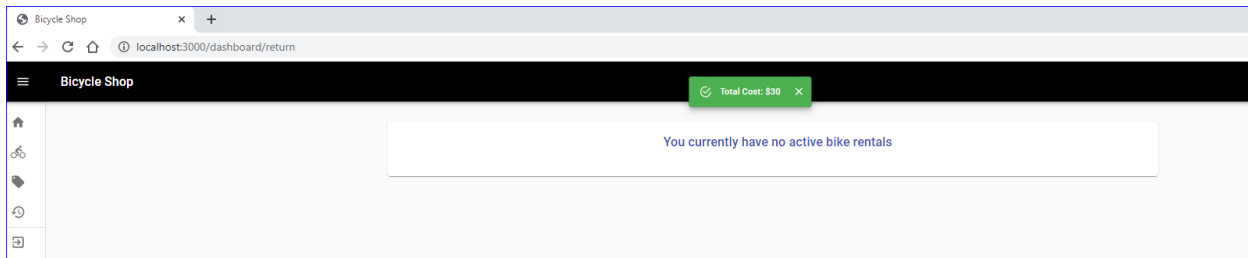 Bicycle Shop
localhost:3000/dashboard/return
Bicycle Shop
Total Cost: $30
You currently have no active bike rentals